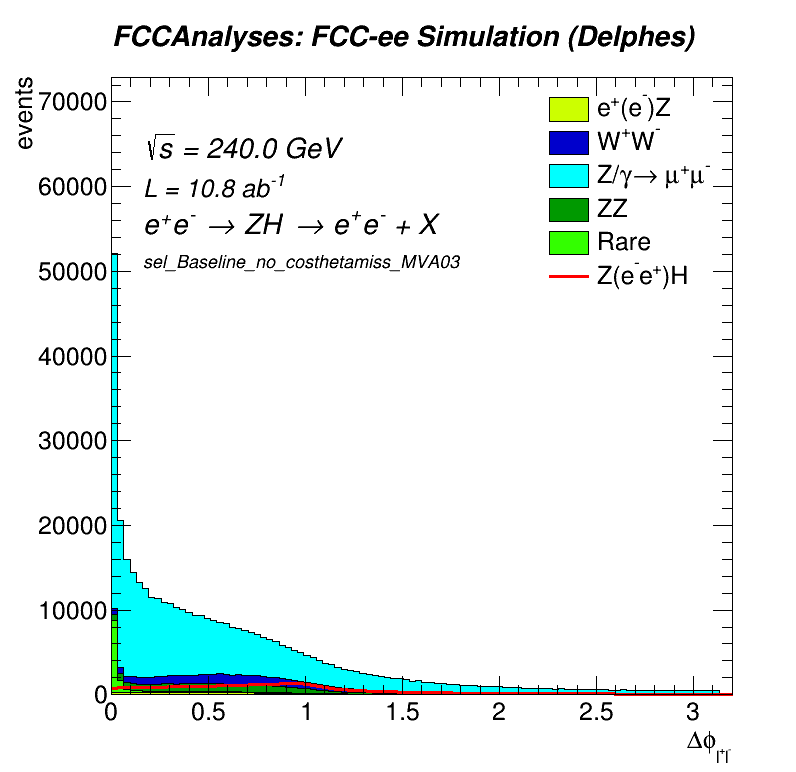 FCCAnalyses: FCC-ee Simulation (Delphes)
events
70000
60000
50000
40000
30000
20000
10000
0
√s = 240.0 GeV
L = 10.8 ab⁻¹
e⁺e⁻ → ZH → e⁺e⁻ + X
sel_Baseline_no_costhetamiss_MVA03
e⁺(e⁻)Z
W⁺W⁻
Z/γ→ μ⁺μ⁻
ZZ
Rare
Z(e⁻e⁺)H
0 0.5 1 1.5 2 2.5 3
Δϕ l⁺l⁻